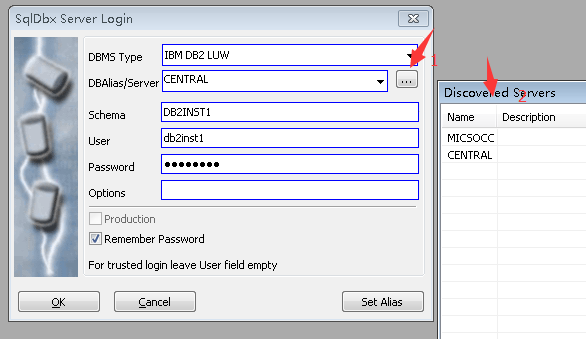 SqlDbx Server Login
DBMS Type IBM DB2 LUW
DBAlias/Server CENTRAL ... 1
Schema DB2INST1
User db2inst1
Password ●●●●●●●●
Options
Production
Remember Password
For trusted login leave User field empty
OK Cancel Set Alias
Discovered Servers 2
Name Description
MICSOCC
CENTRAL